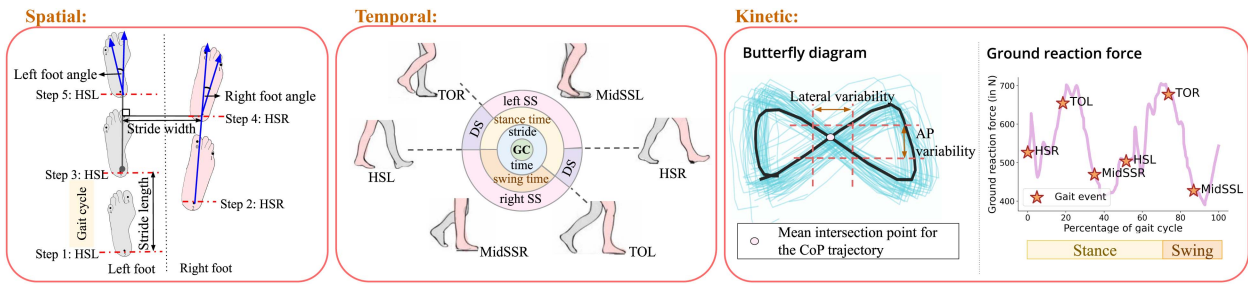 Spatial:
Left foot angle
Step 5: HSL
Right foot angle
Step 4: HSR
Stride width
Step 3: HSL
Gait cycle
Stride length
Step 2: HSR
Step 1: HSL
Left foot
Right foot
Temporal:
TOR
MidSSL
HSL
HSR
MidSSR
TOL
left SS
DS
stance time
stride
GC
time
swing time
right SS
DS
Kinetic:
Butterfly diagram
Lateral variability
AP
variability
Mean intersection point for
the CoP trajectory
Ground reaction force
Ground reaction force (in N)
700
600
500
400
HSR
TOL
MidSSR
HSL
TOR
MidSSL
Gait event
0
20
40
60
80
100
Percentage of gait cycle
Stance
Swing